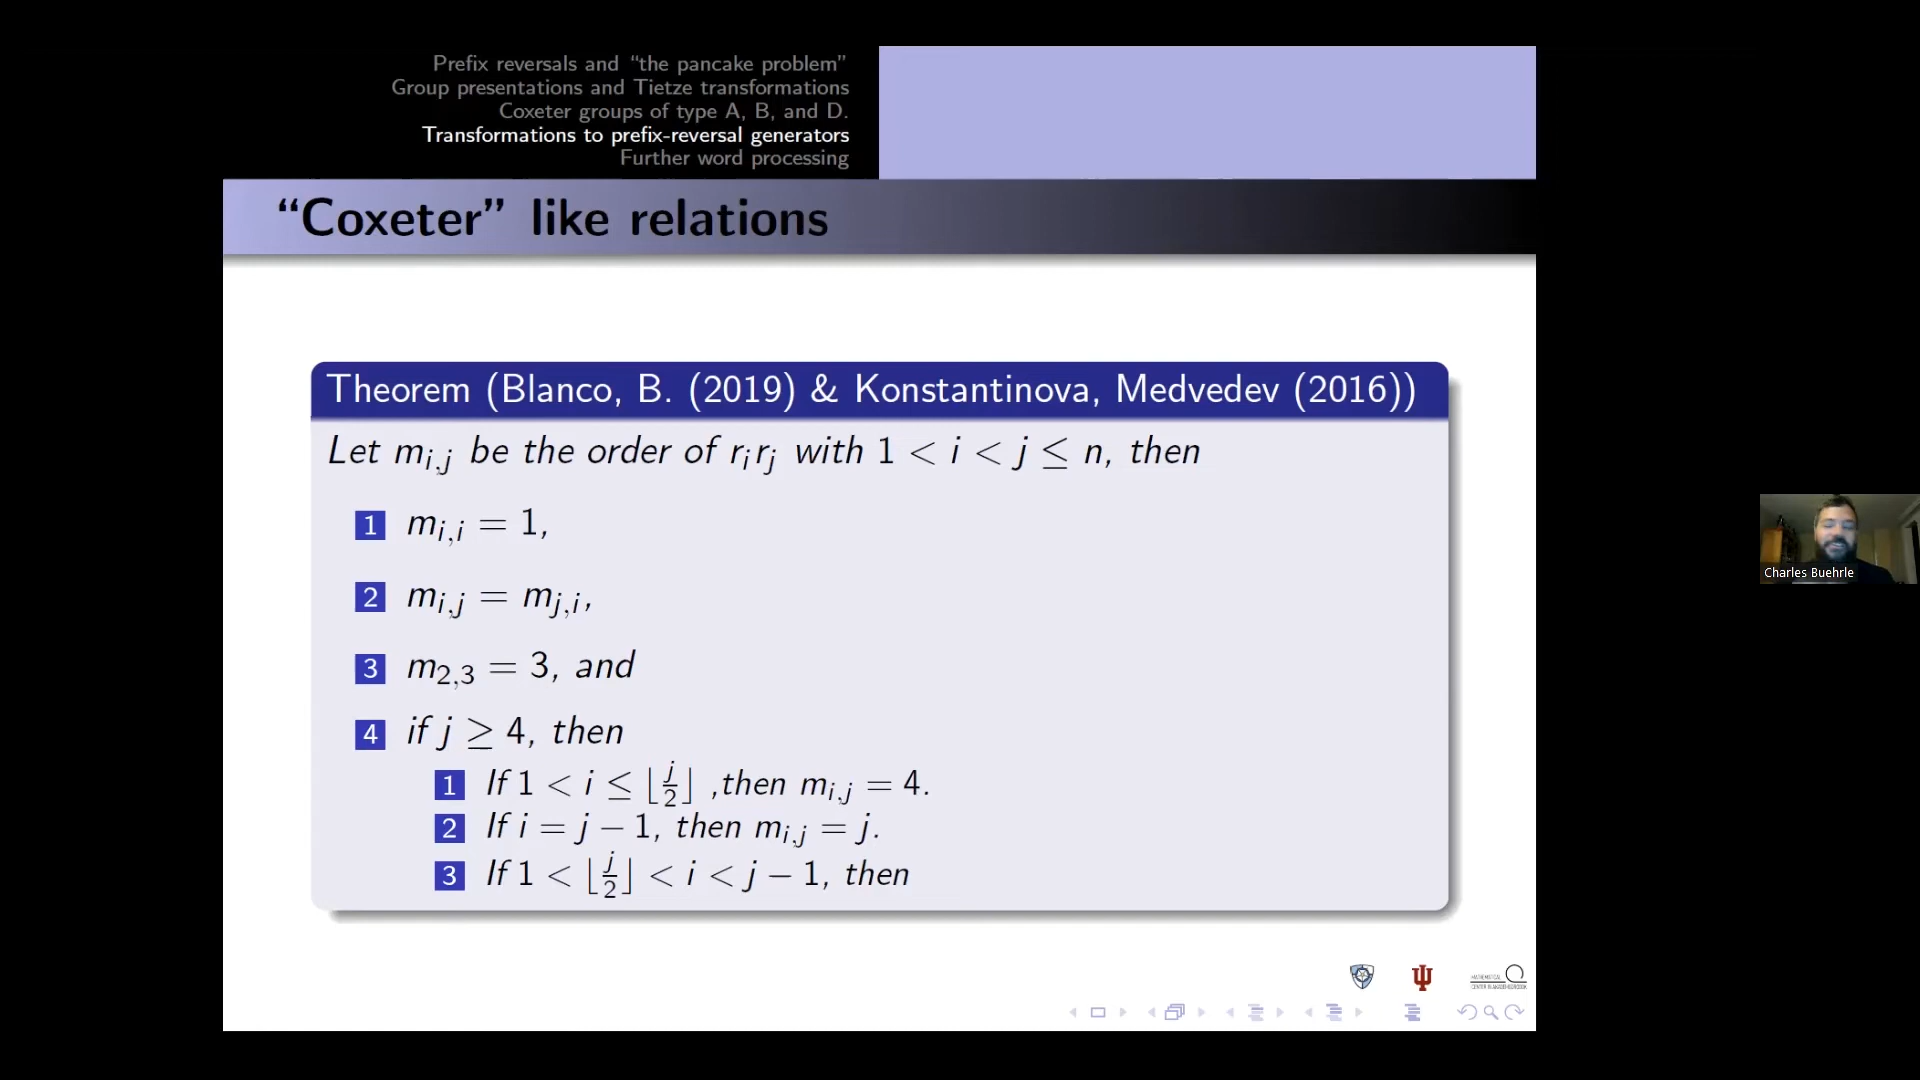 Prefix reversals and “the pancake problem”
Group presentations and Tietze transformations
Coxeter groups of type A, B, and D.
Transformations to prefix-reversal generators
Further word processing
“Coxeter” like relations
Theorem (Blanco, B. (2019) & Konstantinova, Medvedev (2016))
Let m_{i,j} be the order of r_i r_j with 1 < i < j ≤ n, then
1 m_{i,i} = 1,
2 m_{i,j} = m_{j,i},
3 m_{2,3} = 3, and
4 if j ≥ 4, then
1 If 1 < i ≤ ⌊j/2⌋ ,then m_{i,j} = 4.
2 If i = j − 1, then m_{i,j} = j.
3 If 1 < ⌊j/2⌋ < i < j − 1, then
Charles Buehrle